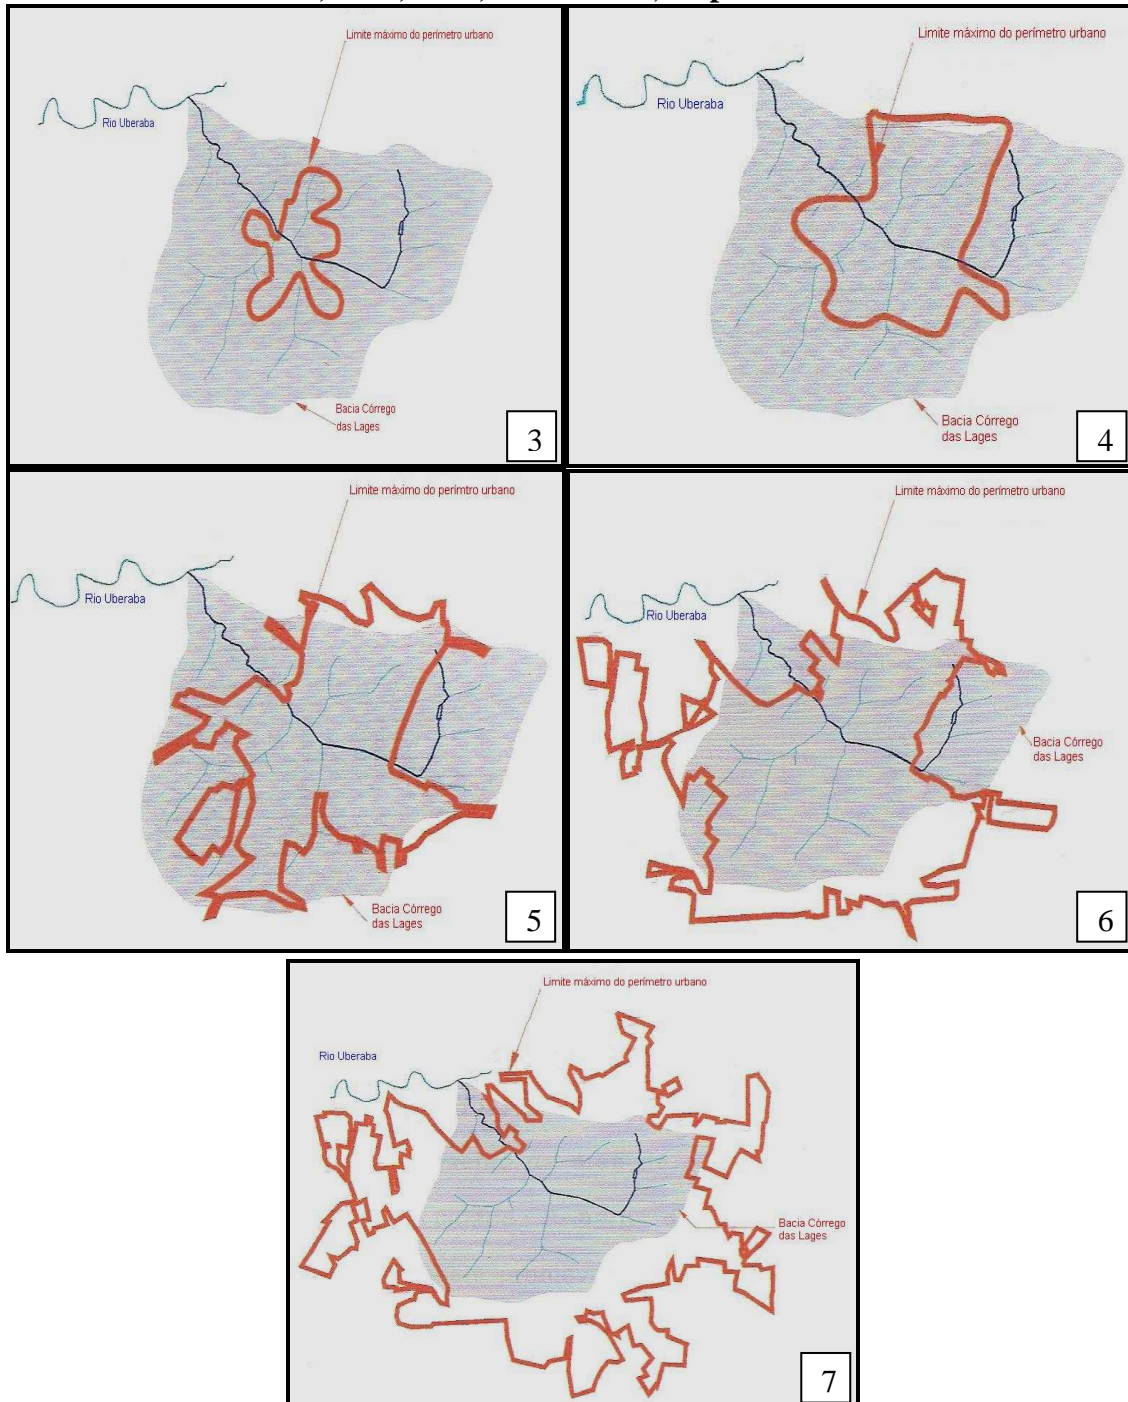 Limite máximo do perímetro urbano
Rio Uberaba
Bacia Córrego
das Lages
3
Limite máximo do perímetro urbano
Rio Uberaba
Bacia Córrego
das Lages
4
Limite máximo do perímtro urbano
Rio Uberaba
Bacia Córrego
das Lages
5
Limite máximo do perímetro urbano
Rio Uberaba
Bacia Córrego
das Lages
6
Limite máximo do perímetro urbano
Rio Uberaba
Bacia Córrego
das Lages
7